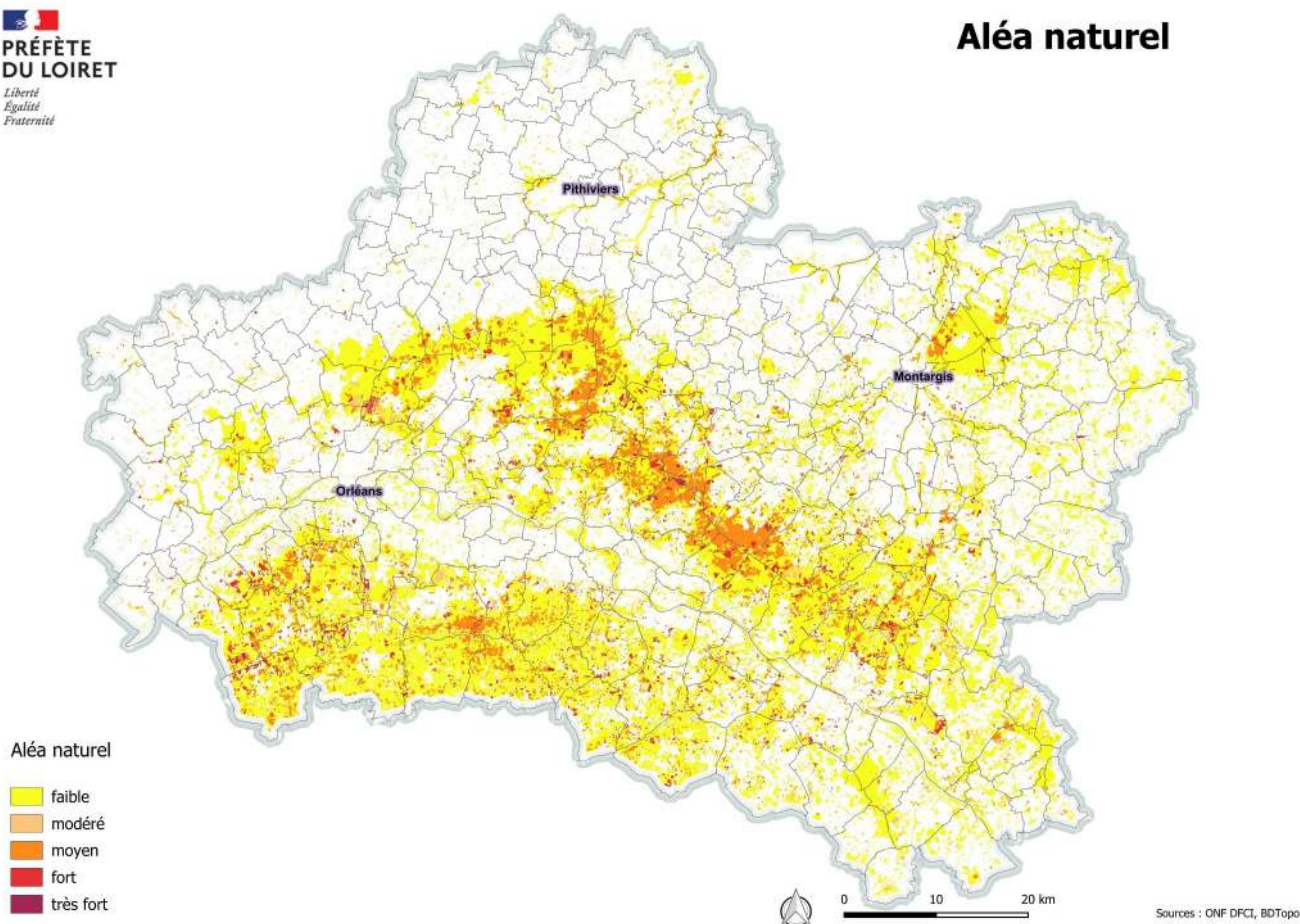 PRÉFÈTE
DU LOIRET
Liberté
Égalité
Fraternité
Aléa naturel
Pithiviers
Montargis
Orléans
Aléa naturel
faible
modéré
moyen
fort
très fort
0 10 20 km
Sources : ONF DFCI, BDTopo